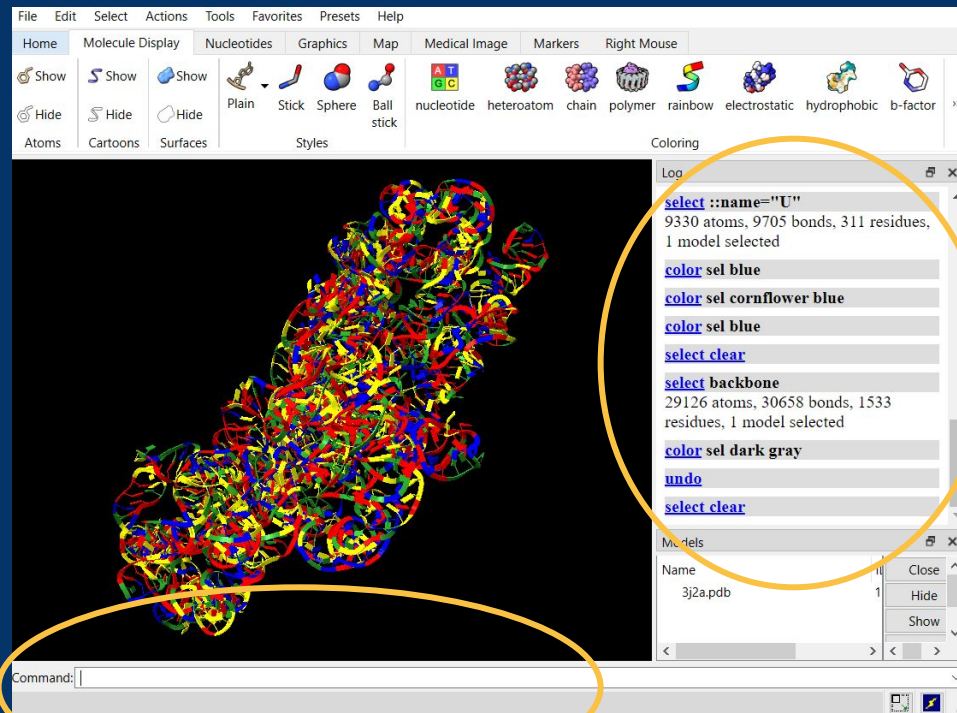 File Edit Select Actions Tools Favorites Presets Help
Home Molecule Display Nucleotides Graphics Map Medical Image Markers Right Mouse
Show Show Show
Hide Hide Hide
Plain Stick Sphere Ball
stick
nucleotide heteroatom chain polymer rainbow electrostatic hydrophobic b-factor »
A T
G C
Atoms Cartoons Surfaces Styles Coloring
Log
select ::name="U"
9330 atoms, 9705 bonds, 311 residues,
1 model selected
color sel blue
color sel cornflower blue
color sel blue
select clear
select backbone
29126 atoms, 30658 bonds, 1533
residues, 1 model selected
color sel dark gray
undo
select clear
Models
Name
3j2a.pdb 1
Close
Hide
Show
Command: